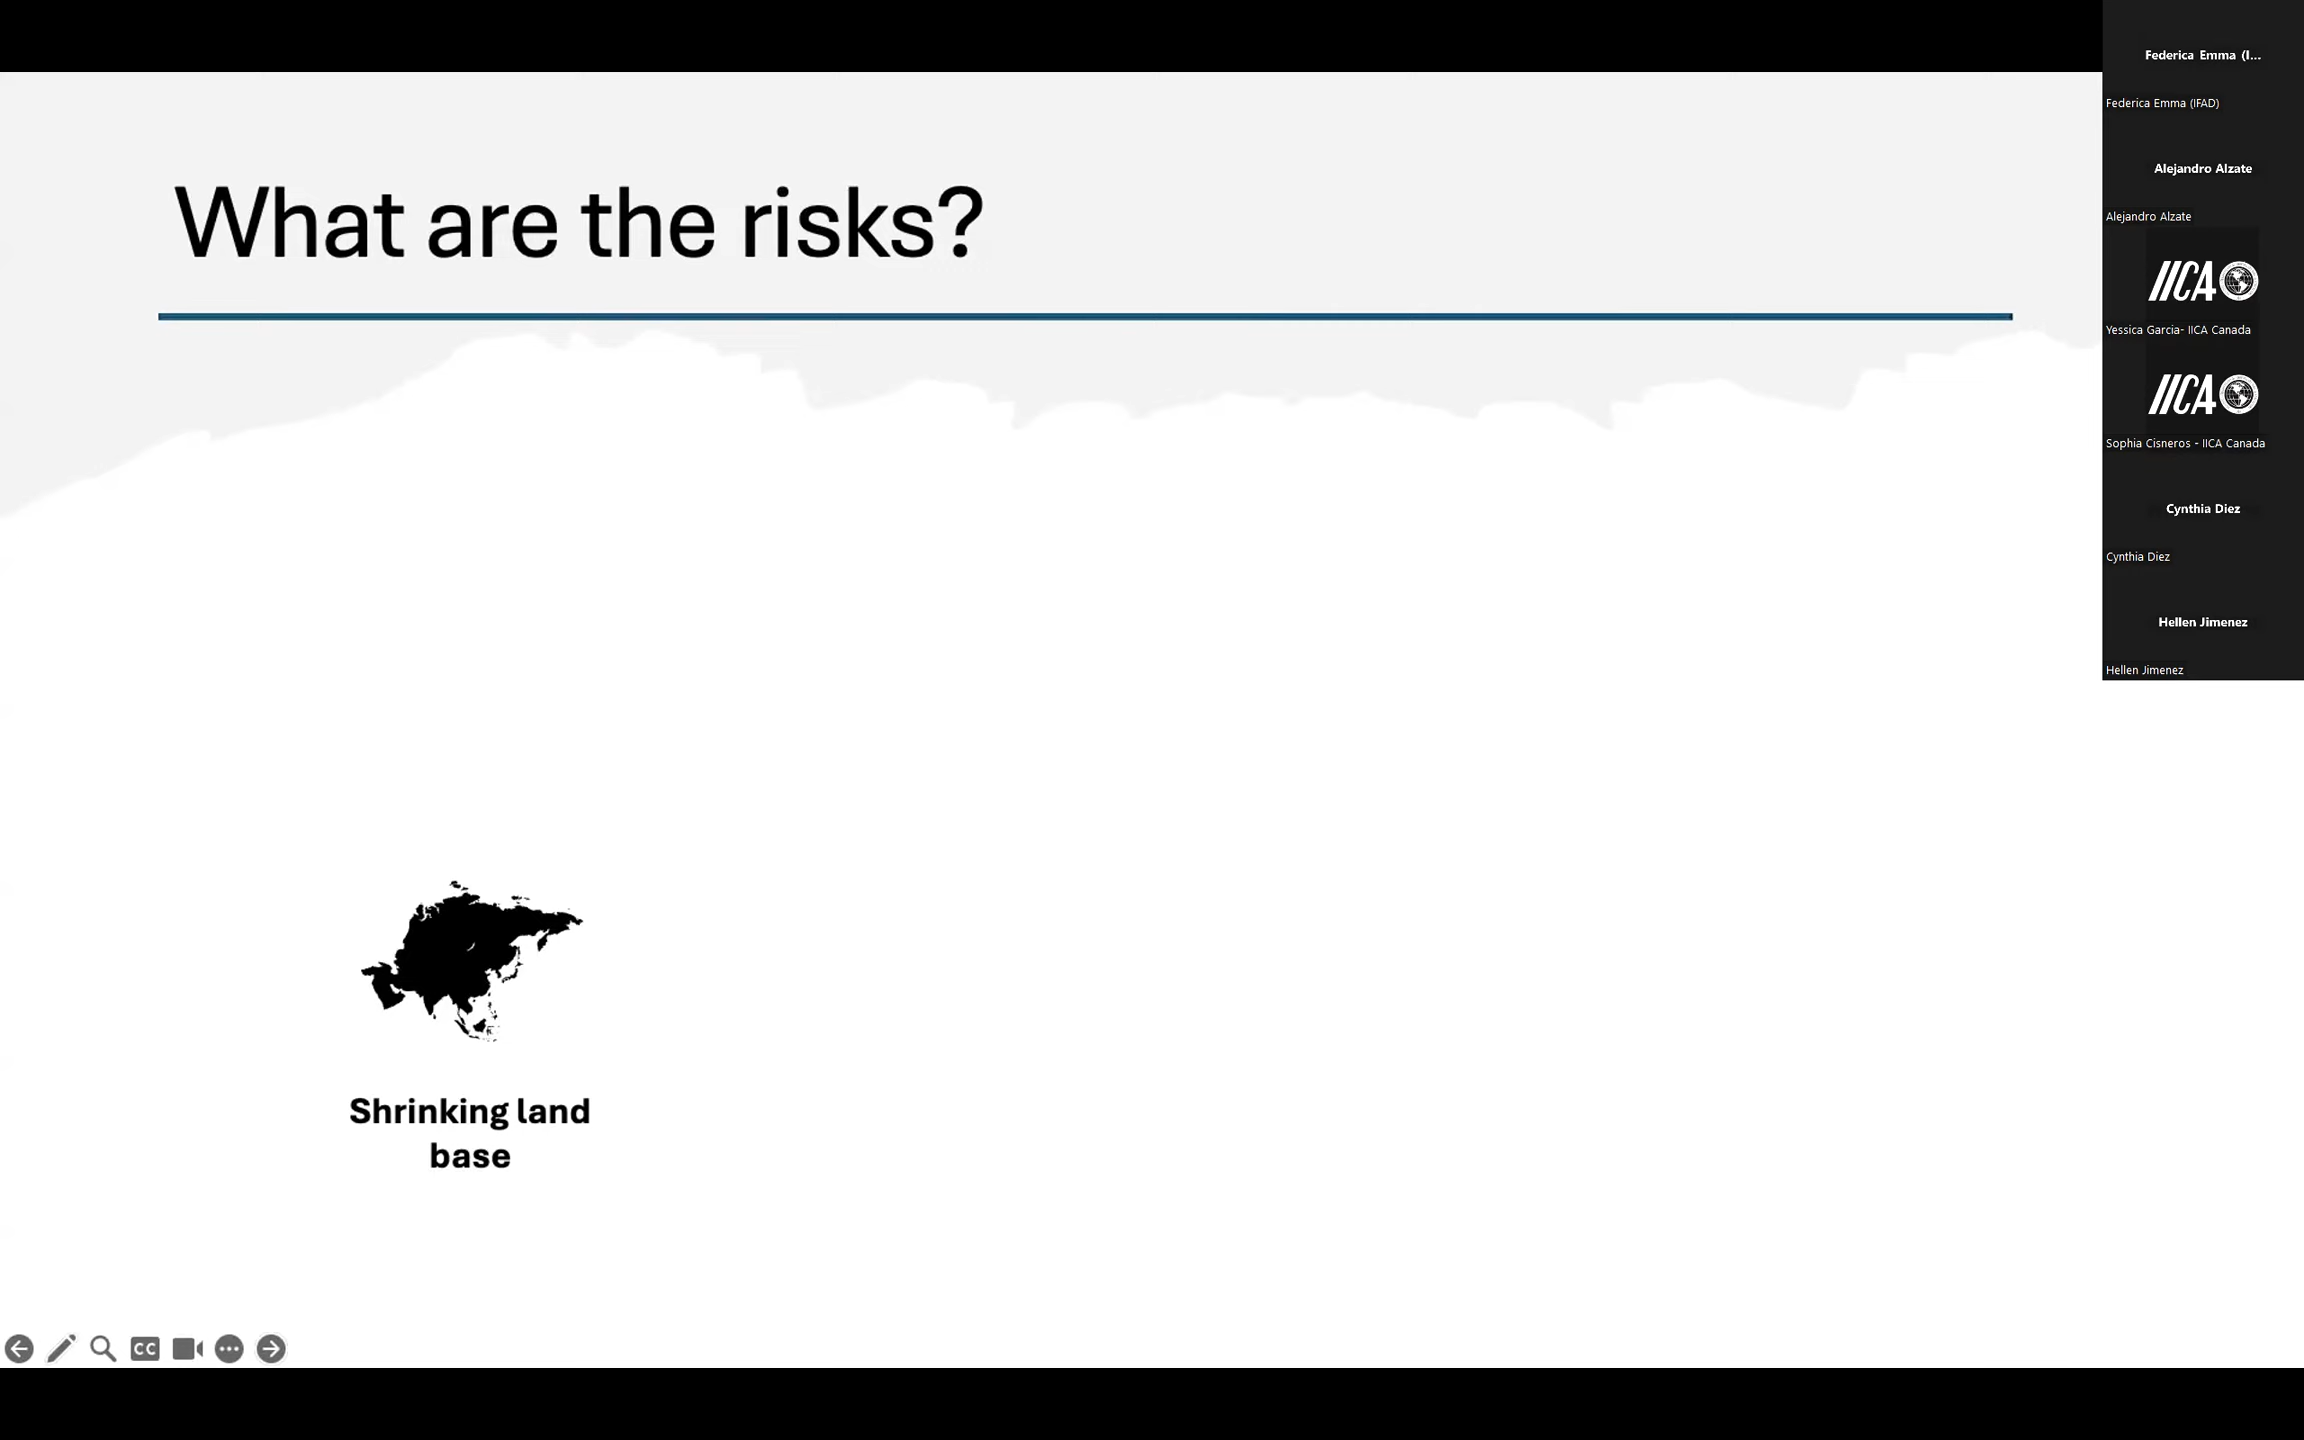 What are the risks?
Shrinking land
base
CC
Federica Emma (I...
Federica Emma (IFAD)
Alejandro Alzate
Alejandro Alzate
IICA
Yessica Garcia- IICA Canada
IICA
Sophia Cisneros - IICA Canada
Cynthia Diez
Cynthia Diez
Hellen Jimenez
Hellen Jimenez